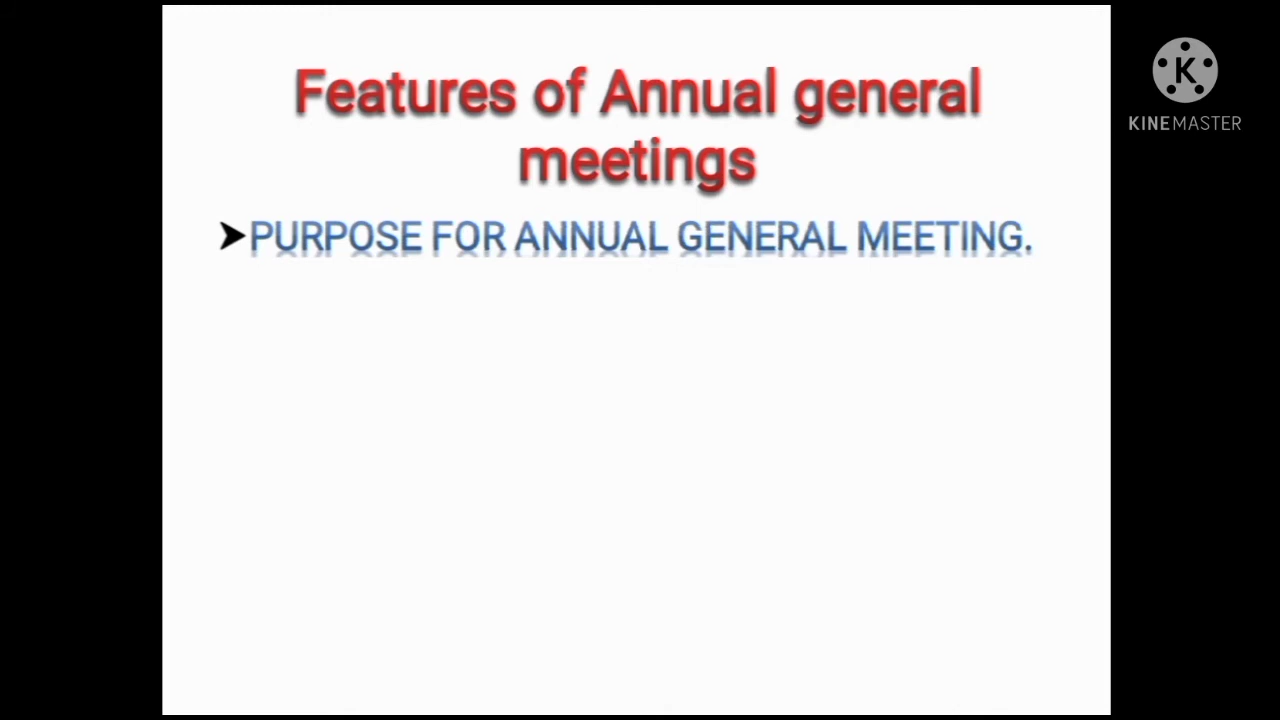 Features of Annual general
meetings
➤PURPOSE FOR ANNUAL GENERAL MEETING.
K
KINEMASTER